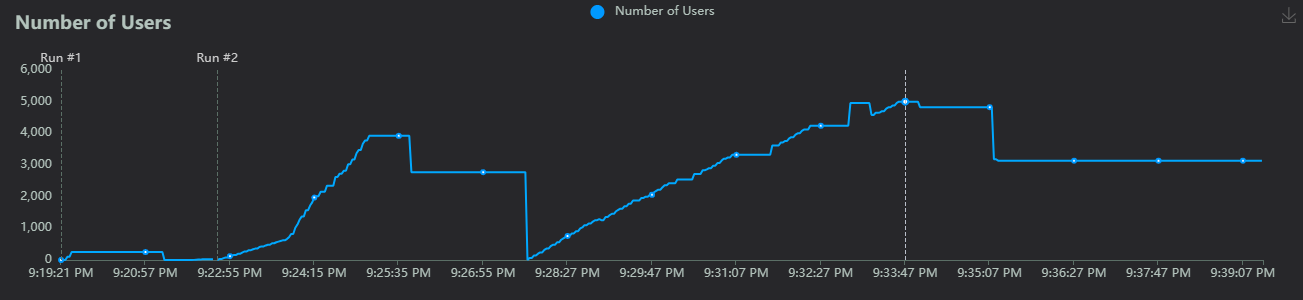 Number of Users
Number of Users
Run #1
Run #2
6,000
5,000
4,000
3,000
2,000
1,000
0
9:19:21 PM 9:20:57 PM 9:22:55 PM 9:24:15 PM 9:25:35 PM 9:26:55 PM 9:28:27 PM 9:29:47 PM 9:31:07 PM 9:32:27 PM 9:33:47 PM 9:35:07 PM 9:36:27 PM 9:37:47 PM 9:39:07 PM